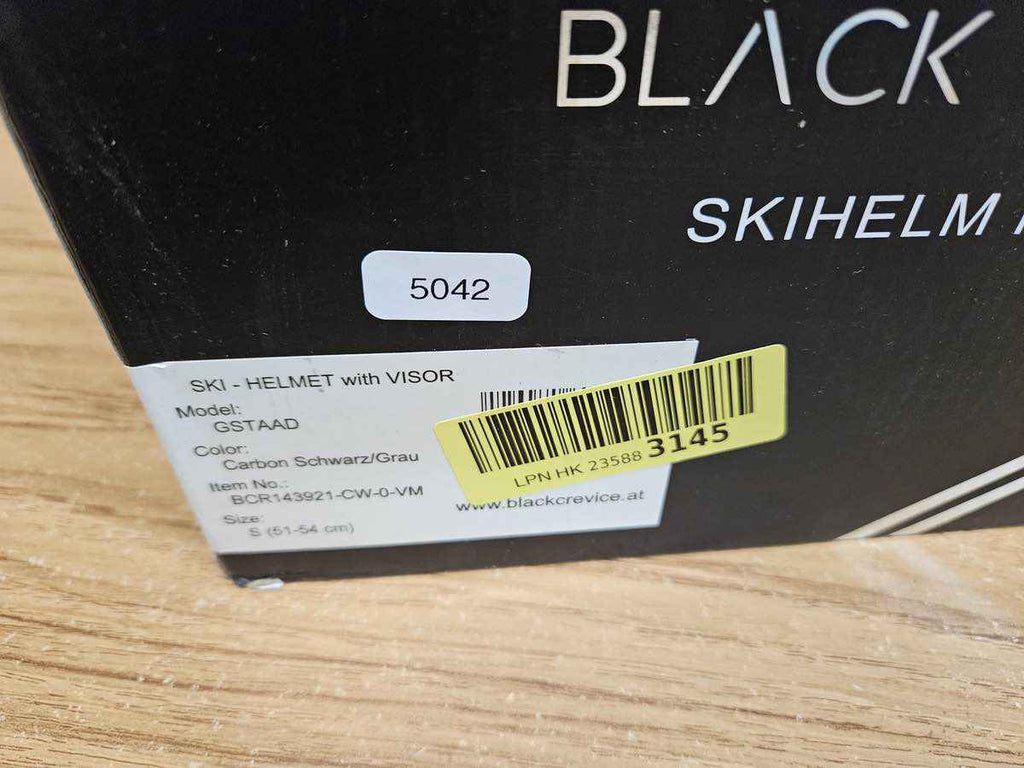 BLACK
SKIHELM
5042
SKI - HELMET with VISOR
Model:
GSTAAD
Color:
Carbon Schwarz/Grau
Item No.:
BCR143921-CW-0-VM
Size:
S (51-54 cm)
LPN HK 23588 3145
www.blackcrevice.at